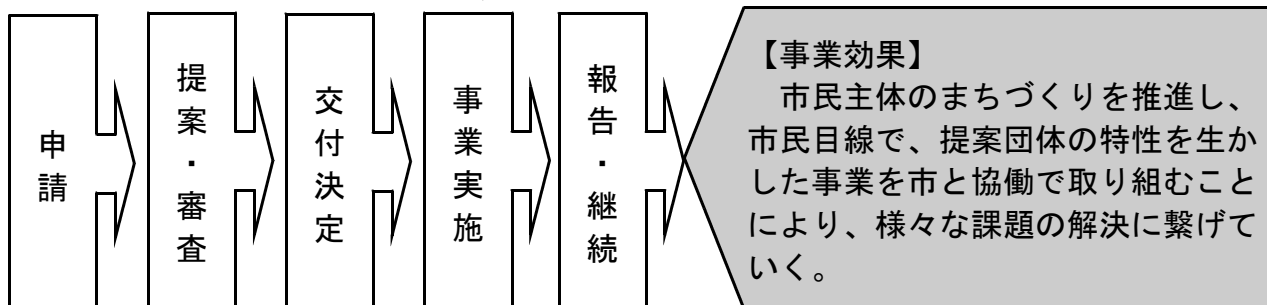 申請
提案・審査
交付決定
事業実施
報告・継続
【事業効果】
　市民主体のまちづくりを推進し、
市民目線で、提案団体の特性を生か
した事業を市と協働で取り組むこと
により、様々な課題の解決に繋げて
いく。